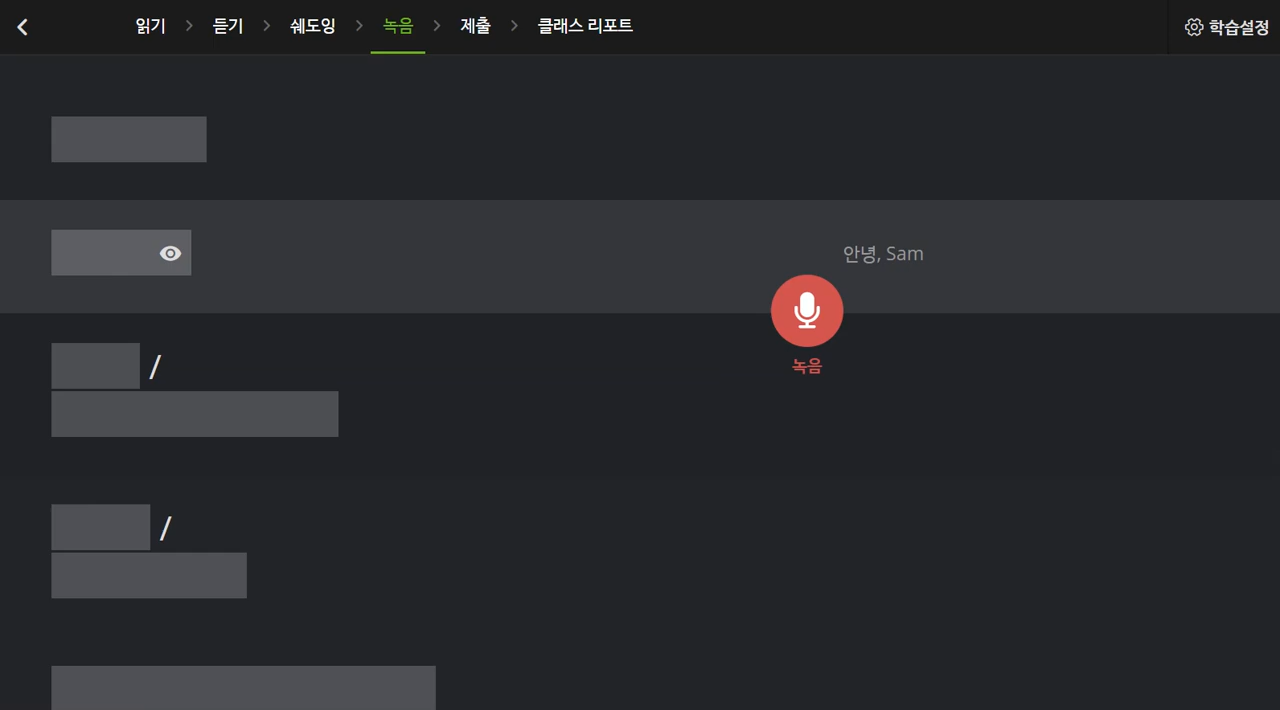 읽기 > 듣기 > 쉐도잉 > 녹음 > 제출 > 클래스 리포트
학습설정
안녕, Sam
녹음
/
/